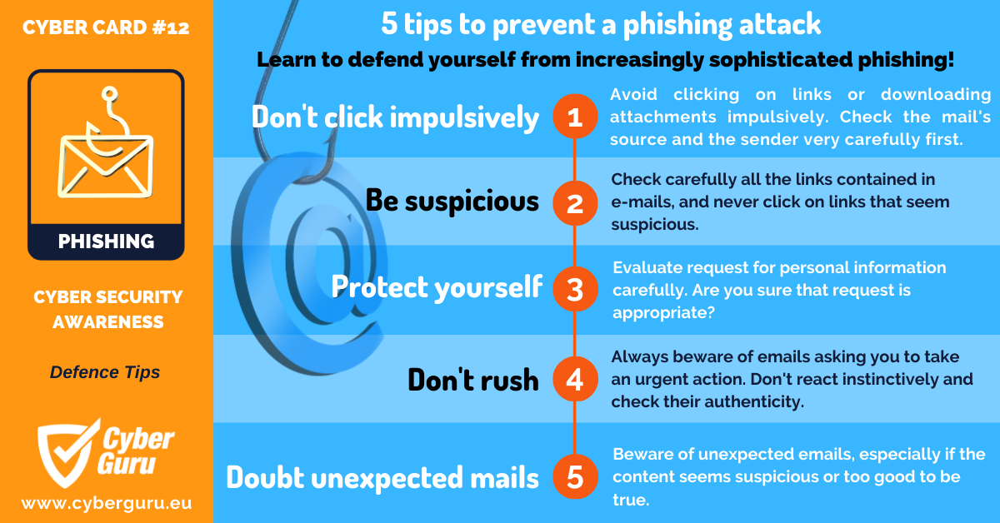 CYBER CARD #12
PHISHING
CYBER SECURITY
AWARENESS
Defence Tips
Cyber
Guru
www.cyberguru.eu
5 tips to prevent a phishing attack
Learn to defend yourself from increasingly sophisticated phishing!
Don't click impulsively
1
Avoid clicking on links or downloading
attachments impulsively. Check the mail's
source and the sender very carefully first.
Be suspicious
2
Check carefully all the links contained in
e-mails, and never click on links that seem
suspicious.
Protect yourself
3
Evaluate request for personal information
carefully. Are you sure that request is
appropriate?
Don't rush
4
Always beware of emails asking you to take
an urgent action. Don't react instinctively and
check their authenticity.
Doubt unexpected mails
5
Beware of unexpected emails, especially if the
content seems suspicious or too good to be
true.